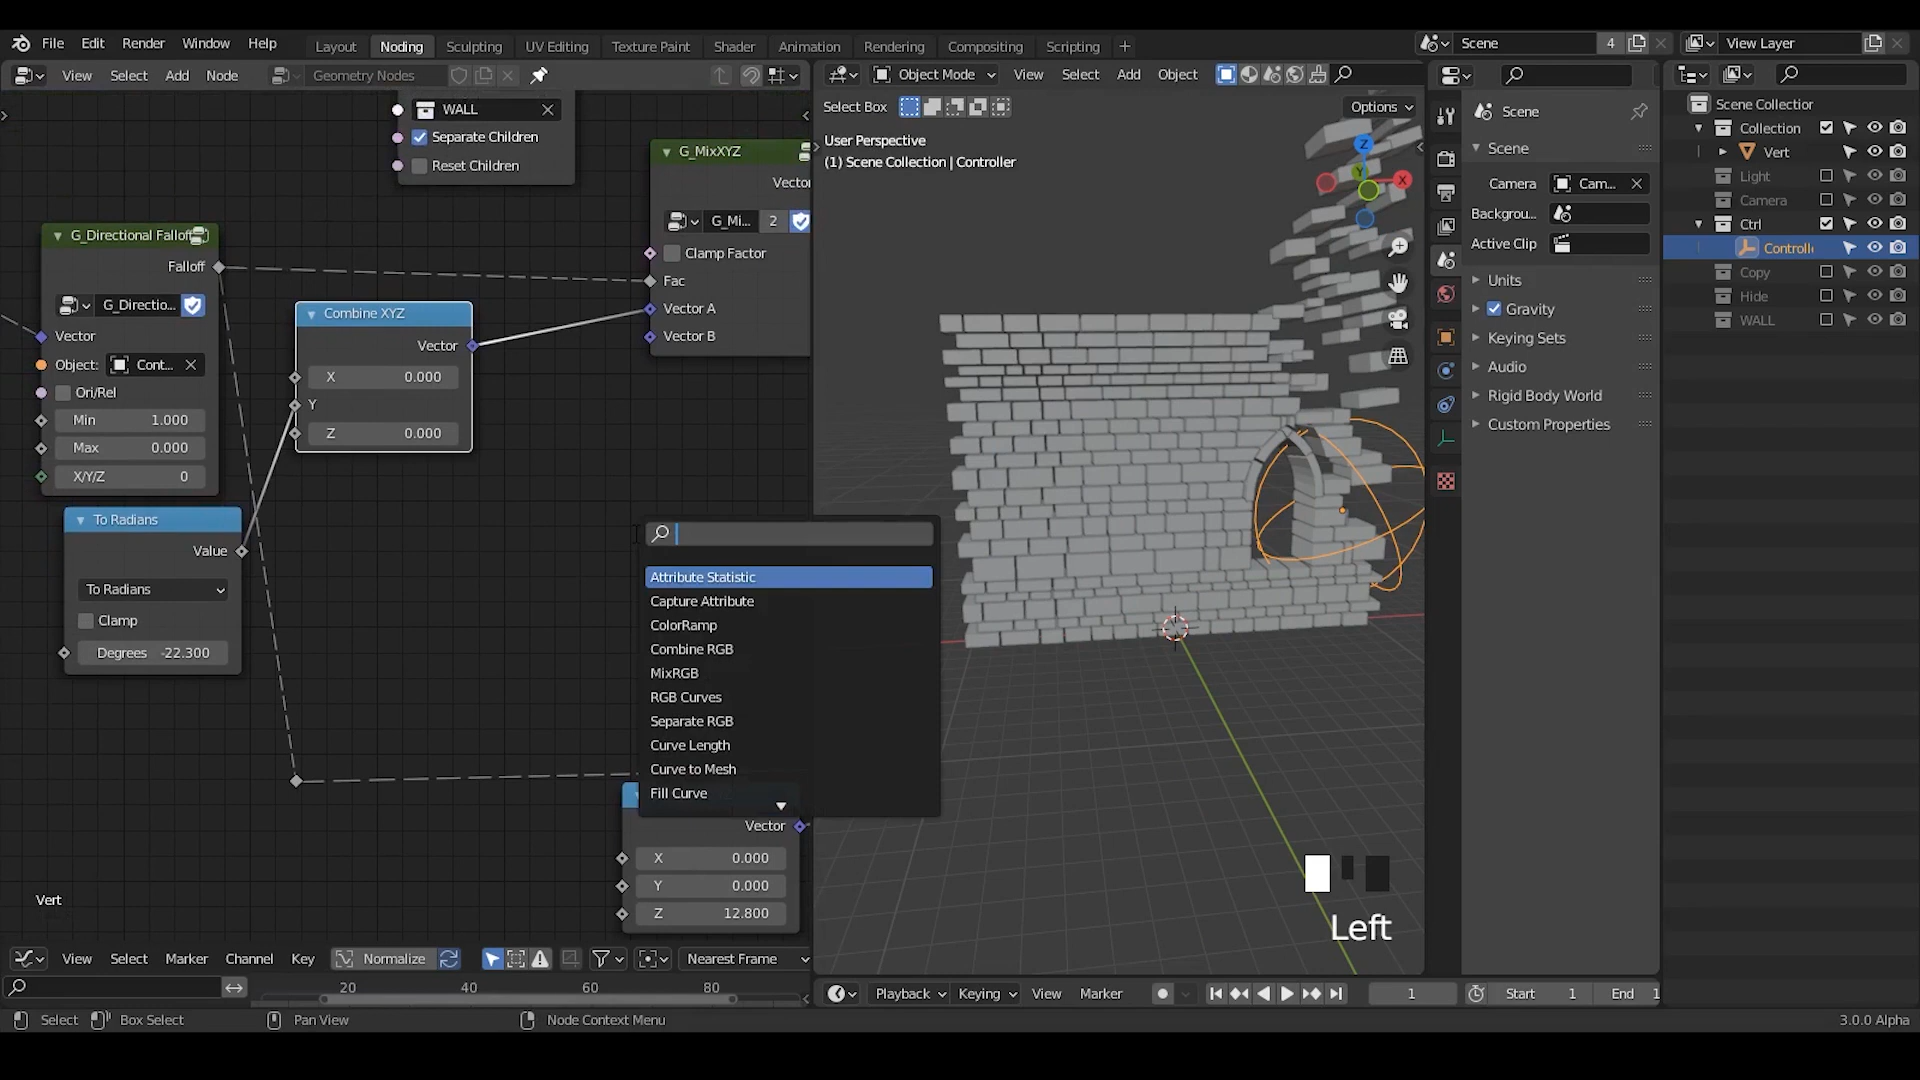 File Edit Render Window Help
Layout Noding Sculpting UV Editing Texture Paint Shader Animation Rendering Compositing Scripting +
Scene 4 View Layer
View Select Add Node Geometry Nodes
Object Mode View Select Add Object
Select Box Options
WALL
Separate Children
Reset Children
G_MixXYZ
Vector
G_Mi... 2
Clamp Factor
Fac
Vector A
Vector B
G_Directional Falloff
Falloff
G_Directio...
Vector
Object: Cont...
Ori/Rel
Min 1.000
Max 0.000
X/Y/Z 0
Combine XYZ
Vector
X 0.000
Y
Z 0.000
To Radians
Value
To Radians
Clamp
Degrees -22.300
Attribute Statistic
Capture Attribute
ColorRamp
Combine RGB
MixRGB
RGB Curves
Separate RGB
Curve Length
Curve to Mesh
Fill Curve
Vector
X 0.000
Y 0.000
Z 12.800
Vert
User Perspective
(1) Scene Collection | Controller
Z
X
Left
Scene
Scene
Camera Cam...
Backgrou...
Active Clip
Units
Gravity
Keying Sets
Audio
Rigid Body World
Custom Properties
Scene Collection
Collection
Vert
Light
Camera
Ctrl
Controll
Copy
Hide
WALL
View Select Marker Channel Key Normalize Nearest Frame
20 40 60 80
Playback Keying View Marker 1 Start 1 End 1
Select Box Select Pan View Node Context Menu 3.0.0 Alpha